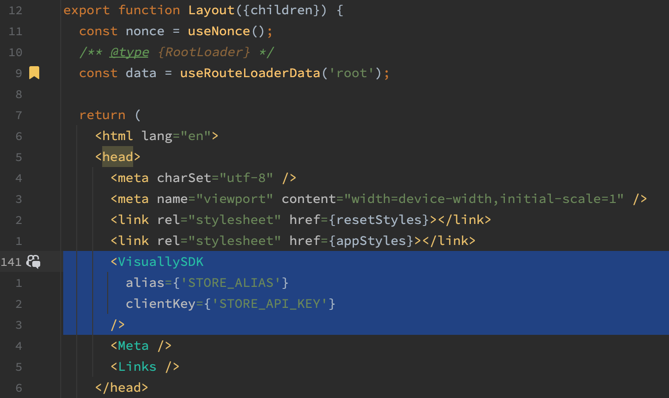 12 export function Layout({children}) {
11 const nonce = useNonce();
10 /** @type {RootLoader} */
9 const data = useRouteLoaderData('root');
8
7 return (
6 <html lang="en">
5 <head>
4 <meta charSet="utf-8" />
3 <meta name="viewport" content="width=device-width,initial-scale=1" />
2 <link rel="stylesheet" href={resetStyles}></link>
1 <link rel="stylesheet" href={appStyles}></link>
141 <VisuallySDK
1 alias={'STORE_ALIAS'}
2 clientKey={'STORE_API_KEY'}
3 />
4 <Meta />
5 <Links />
6 </head>